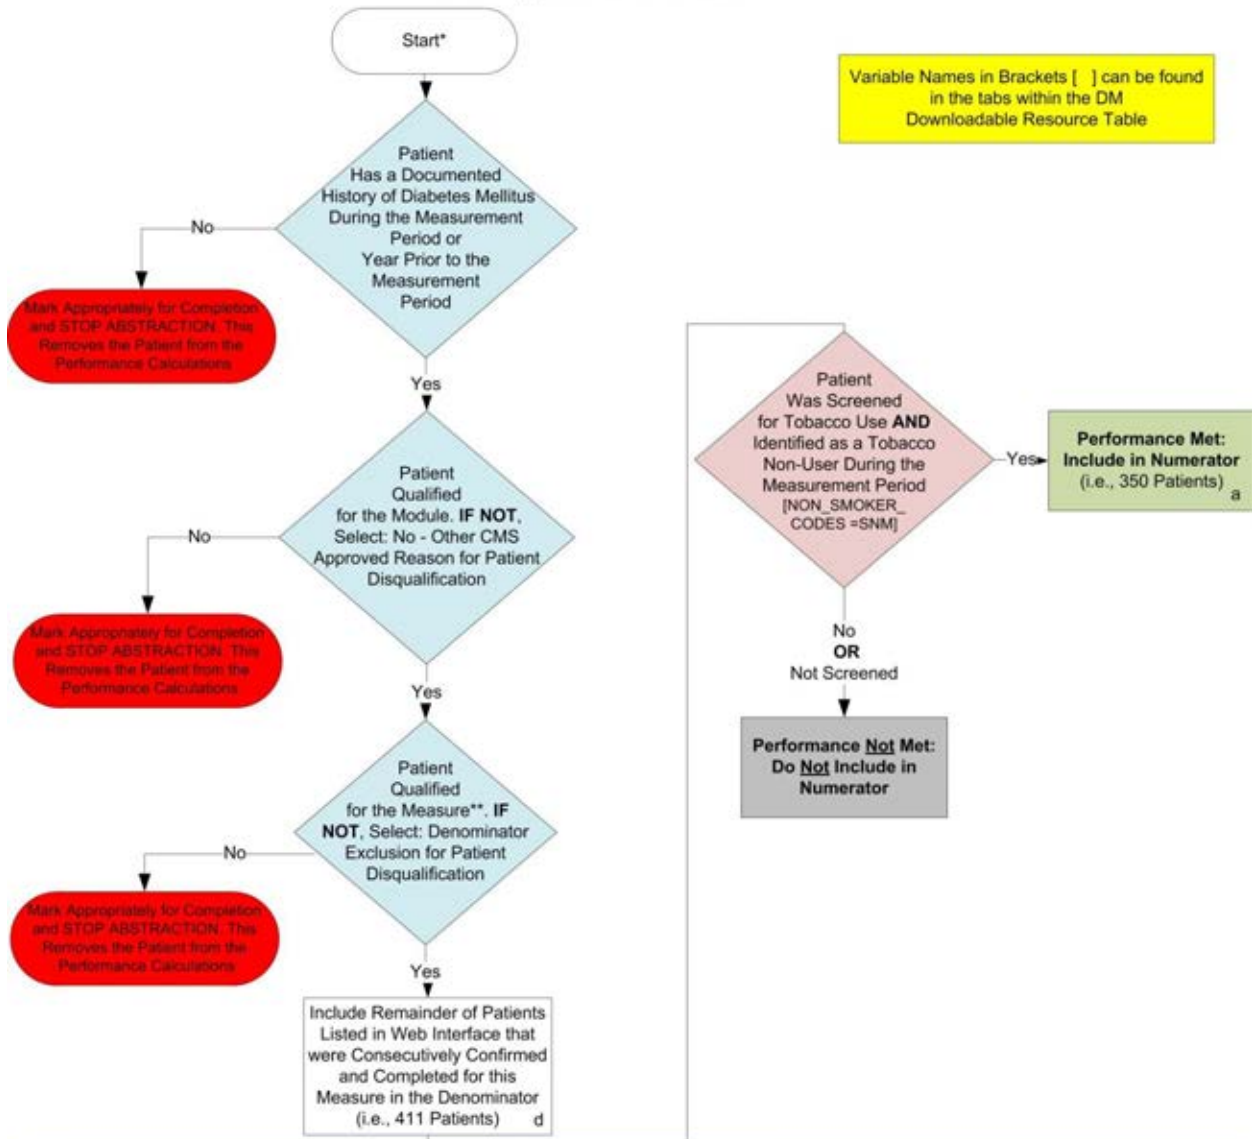 Start*
Variable Names in Brackets [ ] can be found
in the tabs within the DM
Downloadable Resource Table
Patient
Has a Documented
History of Diabetes Mellitus
During the Measurement
Period or
Year Prior to the
Measurement
Period
No
Mark Appropriately for Completion
and STOP ABSTRACTION. This
Removes the Patient from the
Performance Calculations
Yes
Patient
Qualified
for the Module. IF NOT,
Select: No - Other CMS
Approved Reason for Patient
Disqualification
No
Mark Appropriately for Completion
and STOP ABSTRACTION. This
Removes the Patient from the
Performance Calculations
Yes
Patient
Qualified
for the Measure**. IF
NOT, Select: Denominator
Exclusion for Patient
Disqualification
No
Mark Appropriately for Completion
and STOP ABSTRACTION. This
Removes the Patient from the
Performance Calculations
Yes
Include Remainder of Patients
Listed in Web Interface that
were Consecutively Confirmed
and Completed for this
Measure in the Denominator
(i.e., 411 Patients) d
Patient
Was Screened
for Tobacco Use AND
Identified as a Tobacco
Non-User During the
Measurement Period
[NON_SMOKER_
CODES =SNM]
Yes
Performance Met:
Include in Numerator
(i.e., 350 Patients) a
No
OR
Not Screened
Performance Not Met:
Do Not Include in
Numerator